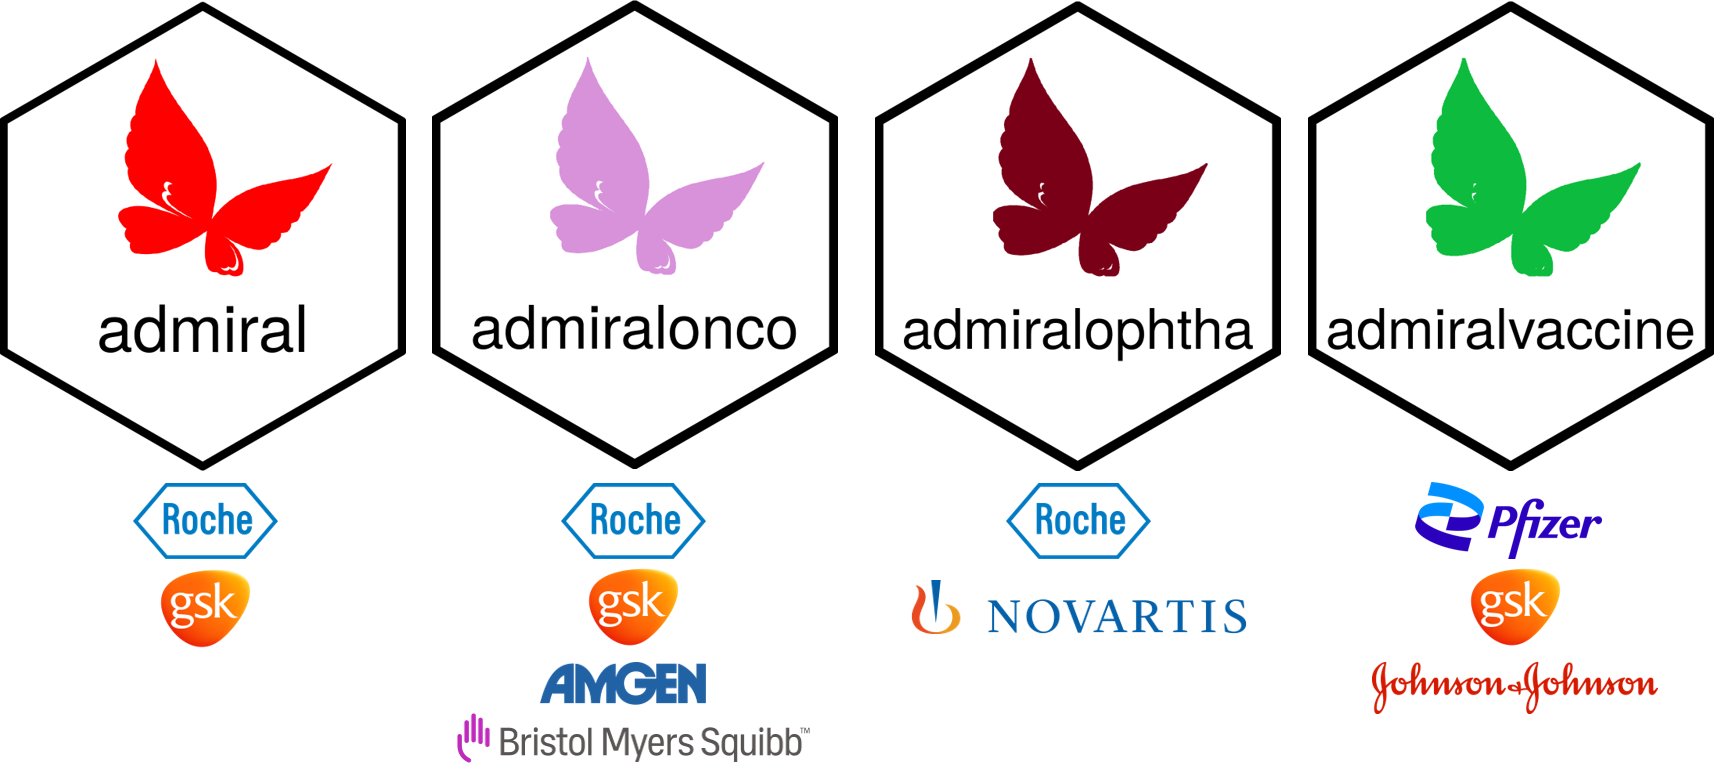 admiral
admiralonco
admiralophtha
admiralvaccine
Roche
Roche
Roche
Pfizer
gsk
gsk
NOVARTIS
gsk
AMGEN
Johnson & Johnson
Bristol Myers Squibb™